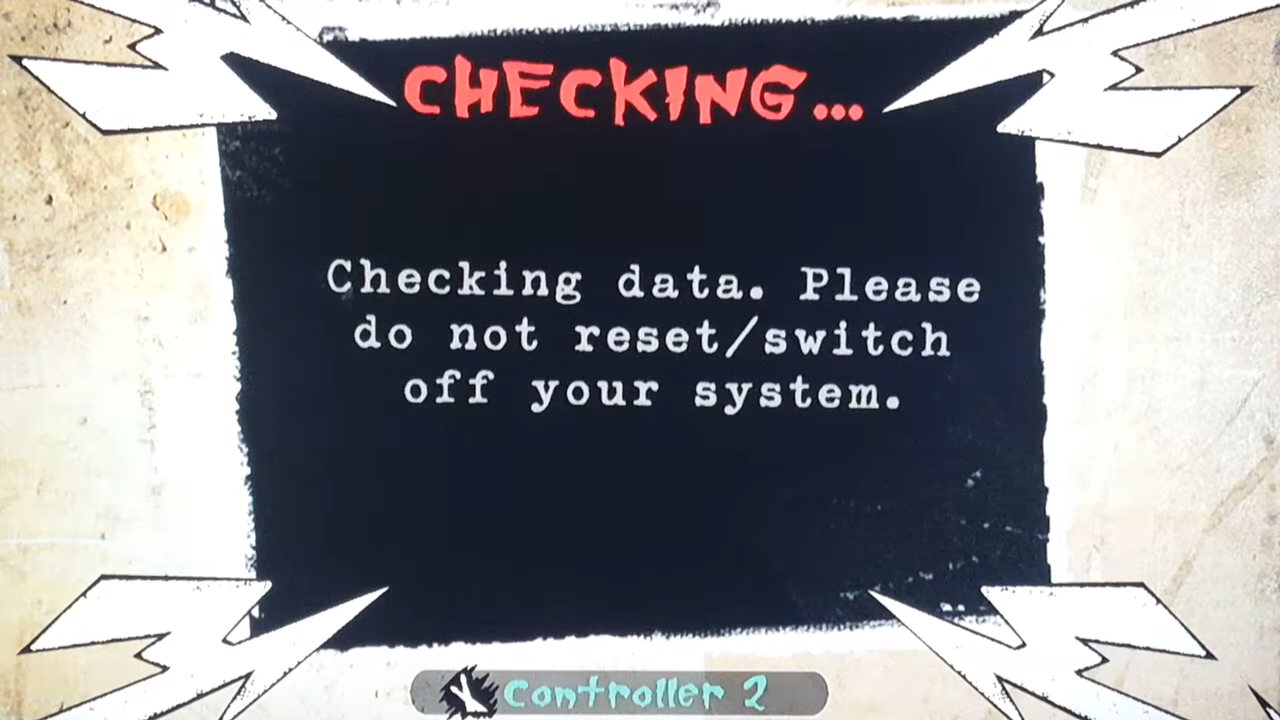 CHECKING...
Checking data. Please
do not reset/switch
off your system.
Y Controller 2